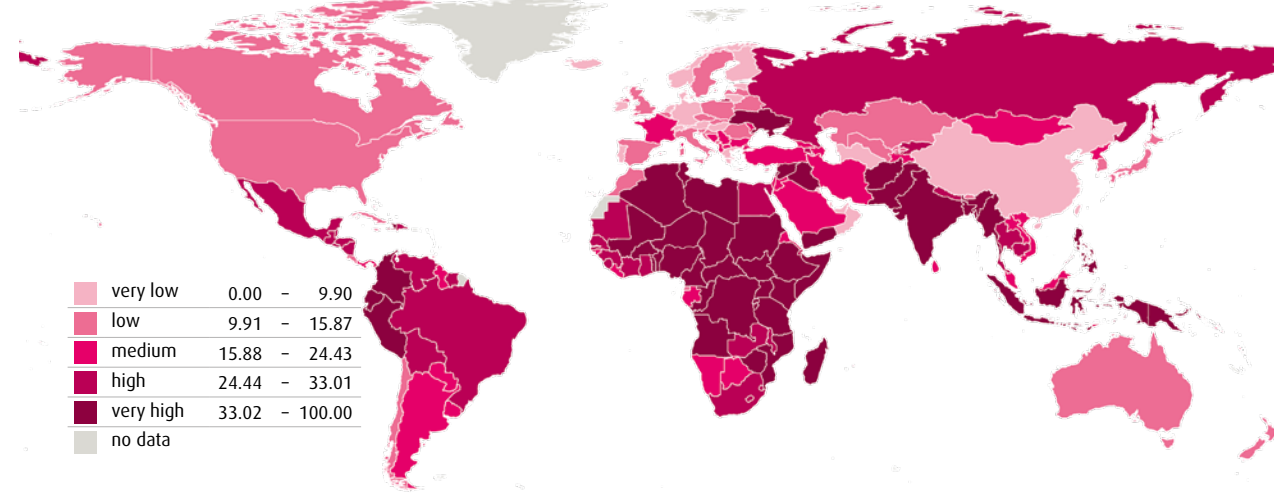 very low 0.00 – 9.90
low 9.91 – 15.87
medium 15.88 – 24.43
high 24.44 – 33.01
very high 33.02 – 100.00
no data